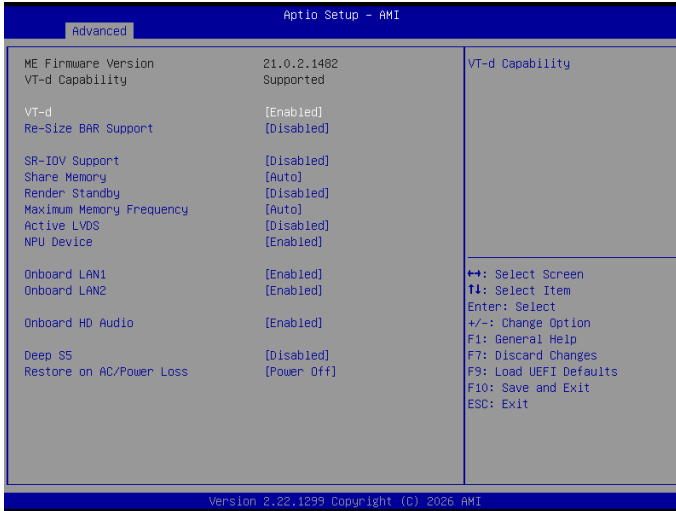 Aptio Setup – AMI
Advanced
ME Firmware Version 21.0.2.1482
VT-d Capability Supported
VT-d [Enabled]
Re-Size BAR Support [Disabled]
SR-IOV Support [Disabled]
Share Memory [Auto]
Render Standby [Disabled]
Maximum Memory Frequency [Auto]
Active LVDS [Disabled]
NPU Device [Enabled]
Onboard LAN1 [Enabled]
Onboard LAN2 [Enabled]
Onboard HD Audio [Enabled]
Deep S5 [Disabled]
Restore on AC/Power Loss [Power Off]
VT-d Capability
↔: Select Screen
↑↓: Select Item
Enter: Select
+/-: Change Option
F1: General Help
F7: Discard Changes
F9: Load UEFI Defaults
F10: Save and Exit
ESC: Exit
Version 2.22.1299 Copyright (C) 2026 AMI